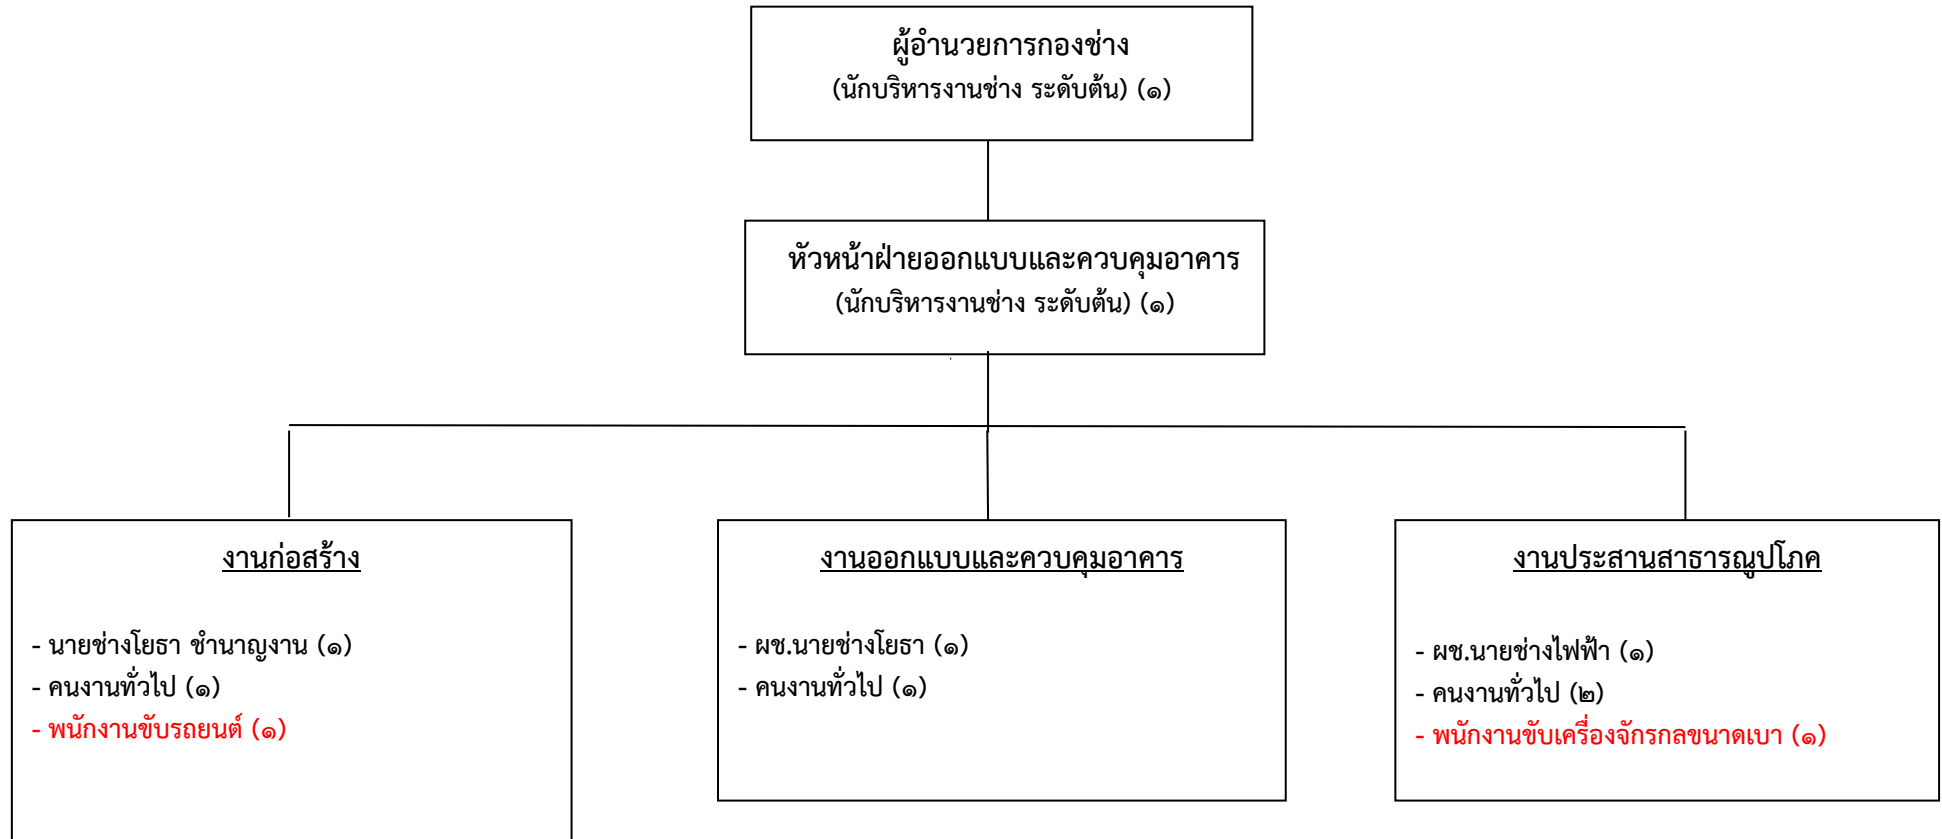 ผู้อำนวยการกองช่าง
(นักบริหารงานช่าง ระดับต้น) (๑)
หัวหน้าฝ่ายออกแบบและควบคุมอาคาร
(นักบริหารงานช่าง ระดับต้น) (๑)
งานก่อสร้าง
- นายช่างโยธา ชำนาญงาน (๑)
- คนงานทั่วไป (๑)
- พนักงานขับรถยนต์ (๑)
งานออกแบบและควบคุมอาคาร
- ผช.นายช่างโยธา (๑)
- คนงานทั่วไป (๑)
งานประสานสาธารณูปโภค
- ผช.นายช่างไฟฟ้า (๑)
- คนงานทั่วไป (๒)
- พนักงานขับเครื่องจักรกลขนาดเบา (๑)